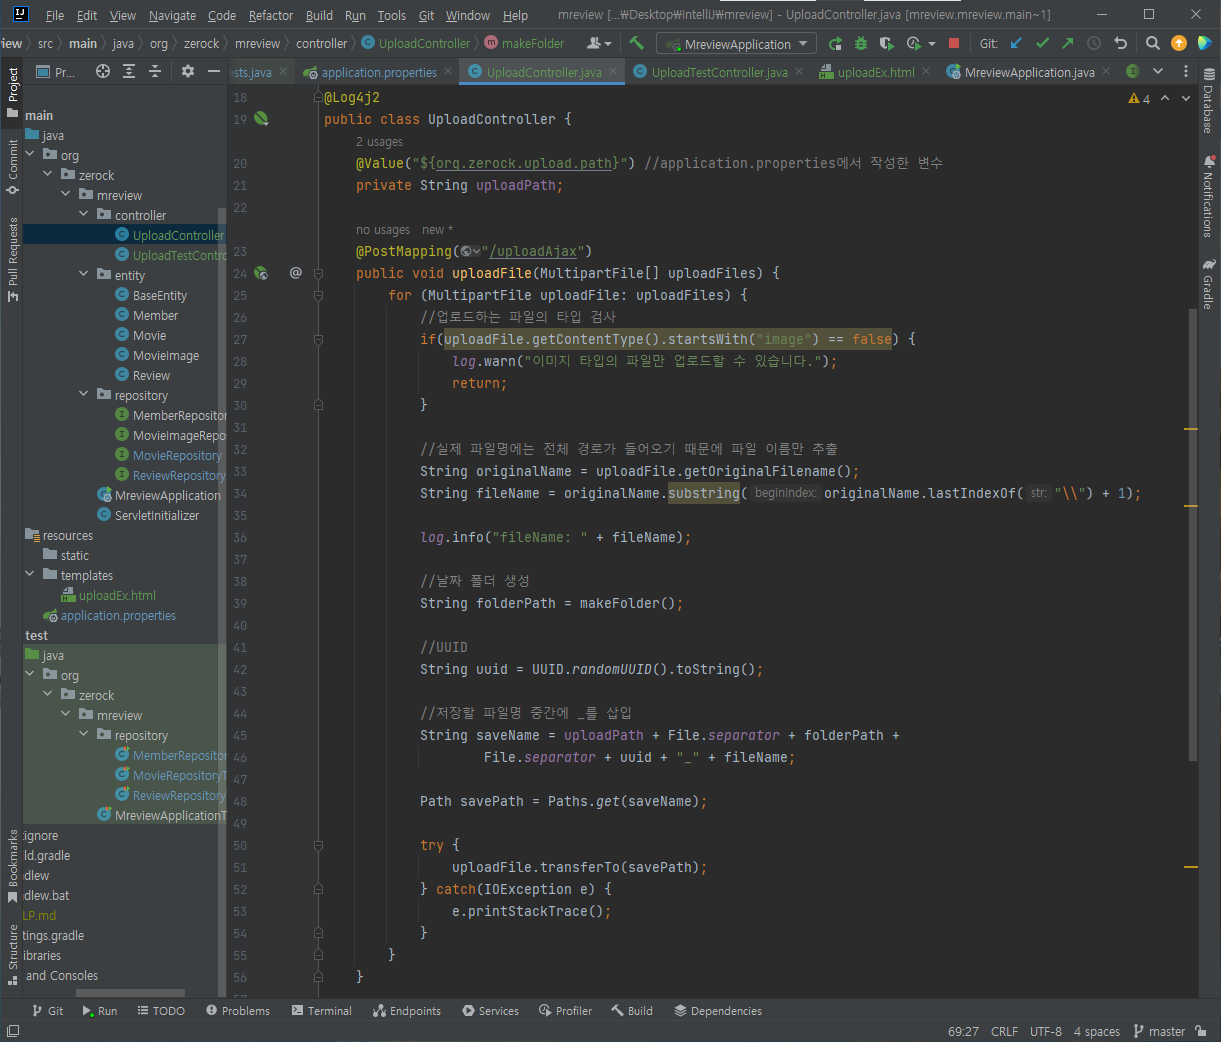 File Edit View Navigate Code Refactor Build Run Tools Git Window Help mreview [...₩Desktop₩IntelliJ₩mreview] - UploadController.java [mreview.mreview.main~1]
iew src main java org zerock mreview controller UploadController makeFolder MreviewApplication Git:
Project Pr... ests.java application.properties UploadController.java UploadTestController.java uploadEx.html MreviewApplication.java
main
java
org
zerock
mreview
controller
UploadController
UploadTestContro
entity
BaseEntity
Member
Movie
MovieImage
Review
repository
MemberRepositor
MovieImageRepo
MovieRepository
ReviewRepository
MreviewApplication
ServletInitializer
resources
static
templates
uploadEx.html
application.properties
test
java
org
zerock
mreview
repository
MemberRepositor
MovieRepositoryT
ReviewRepository
MreviewApplicationT
ignore
ld.gradle
dlew
dlew.bat
LP.md
tings.gradle
ibraries
and Consoles
Commit
Pull Requests
Bookmarks
Structure
4
18 @Log4j2
19 public class UploadController {
2 usages
20 @Value("${org.zerock.upload.path}") //application.properties에서 작성한 변수
21 private String uploadPath;
22
no usages new *
23 @PostMapping("/uploadAjax")
24 @ public void uploadFile(MultipartFile[] uploadFiles) {
25 for (MultipartFile uploadFile: uploadFiles) {
26 //업로드하는 파일의 타입 검사
27 if(uploadFile.getContentType().startsWith("image") == false) {
28 log.warn("이미지 타입의 파일만 업로드할 수 있습니다.");
29 return;
30 }
31
32 //실제 파일명에는 전체 경로가 들어오기 때문에 파일 이름만 추출
33 String originalName = uploadFile.getOriginalFilename();
34 String fileName = originalName.substring( beginIndex: originalName.lastIndexOf( str: "\\") + 1);
35
36 log.info("fileName: " + fileName);
37
38 //날짜 폴더 생성
39 String folderPath = makeFolder();
40
41 //UUID
42 String uuid = UUID.randomUUID().toString();
43
44 //저장할 파일명 중간에 _를 삽입
45 String saveName = uploadPath + File.separator + folderPath +
46 File.separator + uuid + "_" + fileName;
47
48 Path savePath = Paths.get(saveName);
49
50 try {
51 uploadFile.transferTo(savePath);
52 } catch(IOException e) {
53 e.printStackTrace();
54 }
55 }
56 }
Database
Notifications
Gradle
Git Run TODO Problems Terminal Endpoints Services Profiler Build Dependencies
69:27 CRLF UTF-8 4 spaces master